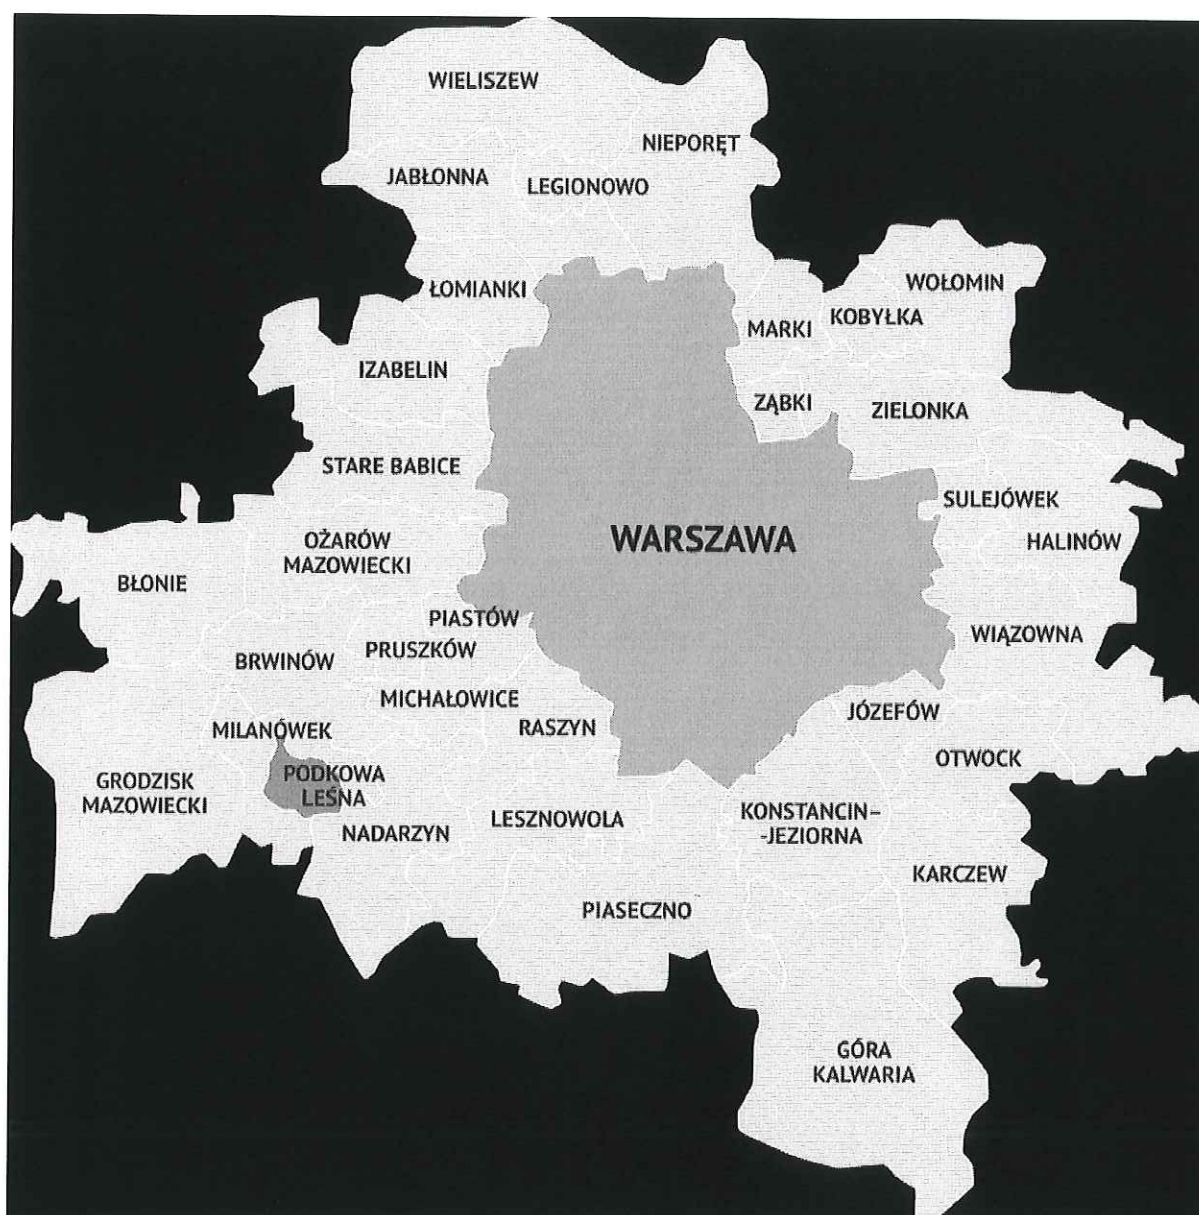 WIELISZEW
NIEPORĘT
JABŁONNA
LEGIONOWO
ŁOMIANKI
WOŁOMIN
KOBYŁKA
MARKI
IZABELIN
ZĄBKI
ZIELONKA
STARE BABICE
SULEJÓWEK
WARSZAWA
OŻARÓW
MAZOWIECKI
HALINÓW
BŁONIE
PIASTÓW
WIĄZOWNA
PRUSZKÓW
BRWINÓW
MICHAŁOWICE
JÓZEFÓW
RASZYN
MILANÓWEK
OTWOCK
PODKOWA
LEŚNA
GRODZISK
MAZOWIECKI
KONSTANCIN–
-JEZIORNA
LESZNOWOLA
NADARZYN
KARCZEW
PIASECZNO
GÓRA
KALWARIA